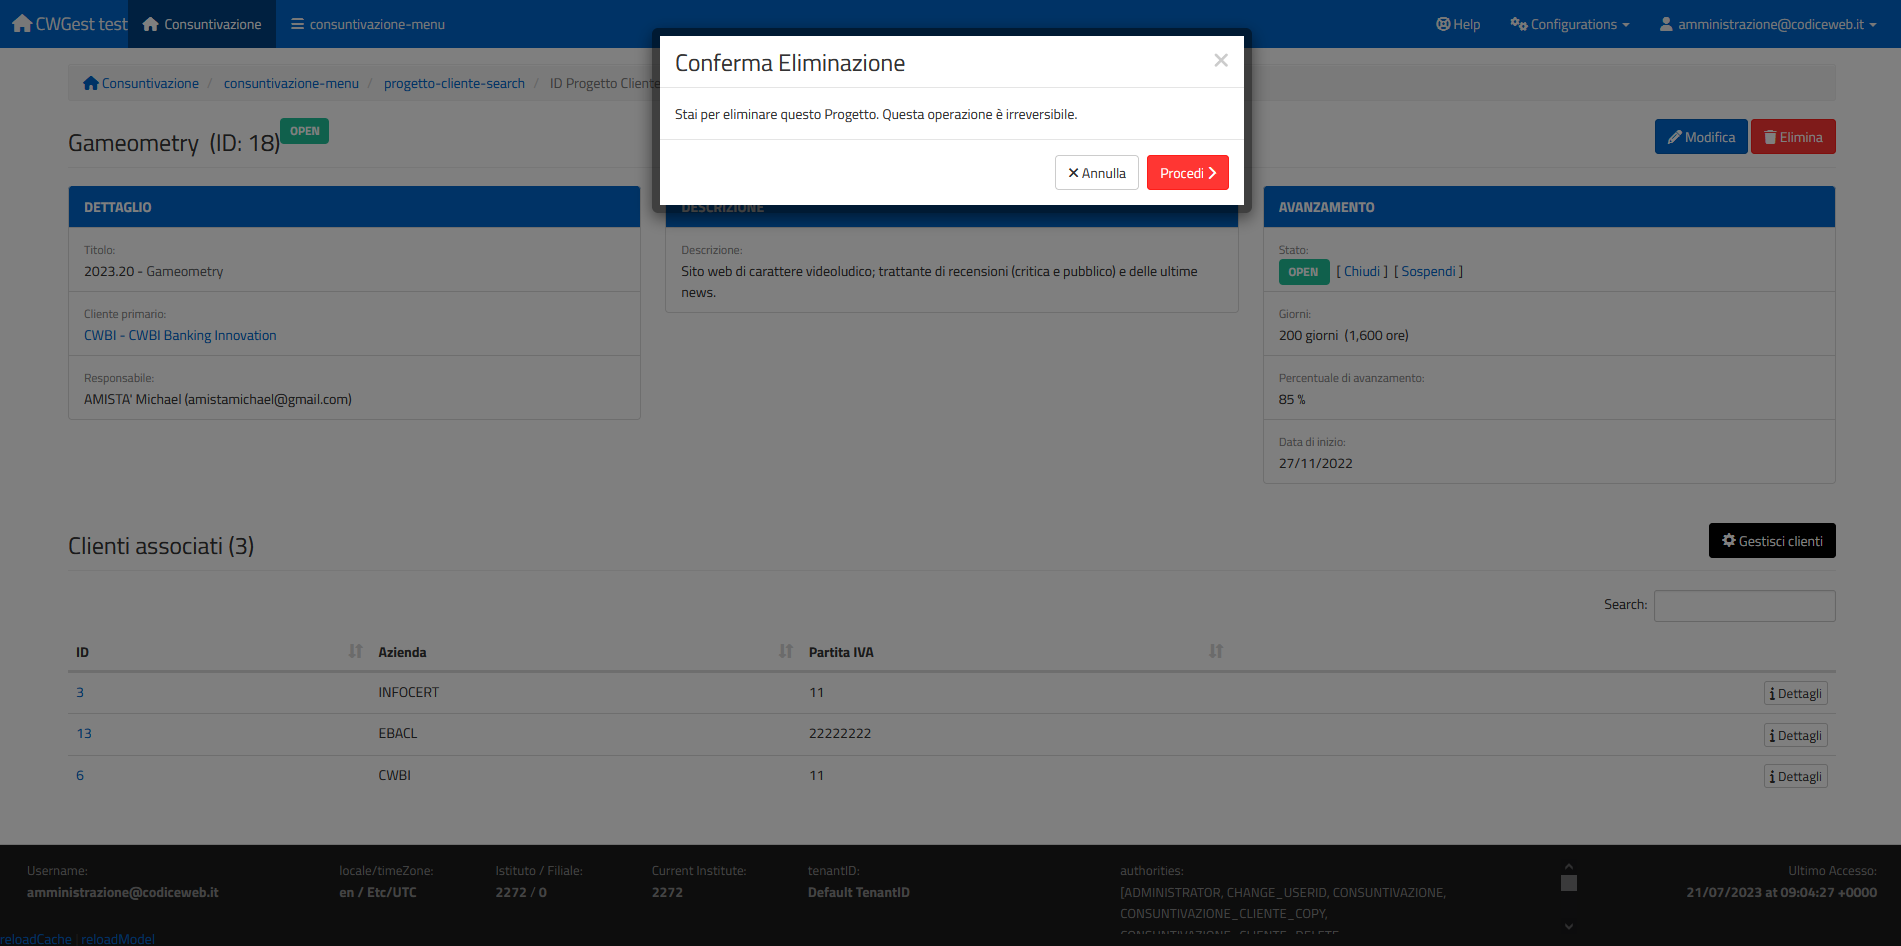 CWGest test
Consuntivazione
consuntivazione-menu
Help
Configurations
amministrazione@codiceweb.it
Conferma Eliminazione
×
Stai per eliminare questo Progetto. Questa operazione è irreversibile.
Annulla
Procedi
Consuntivazione / consuntivazione-menu / progetto-cliente-search / ID Progetto Cliente
Gameometry (ID: 18) OPEN
Modifica
Elimina
DETTAGLIO
Titolo:
2023.20 - Gameometry
Cliente primario:
CWBI - CWBI Banking Innovation
Responsabile:
AMISTA' Michael (amistamichael@gmail.com)
DESCRIZIONE
Descrizione:
Sito web di carattere videoludico; trattante di recensioni (critica e pubblico) e delle ultime
news.
AVANZAMENTO
Stato:
OPEN [ Chiudi ] [ Sospendi ]
Giorni:
200 giorni (1,600 ore)
Percentuale di avanzamento:
85 %
Data di inizio:
27/11/2022
Clienti associati (3)
Gestisci clienti
Search:
ID Azienda Partita IVA
3 INFOCERT 11 Dettagli
13 EBACL 22222222 Dettagli
6 CWBI 11 Dettagli
Username:
amministrazione@codiceweb.it
locale/timeZone:
en / Etc/UTC
Istituto / Filiale:
2272 / 0
Current Institute:
2272
tenantID:
Default TenantID
authorities:
[ADMINISTRATOR, CHANGE_USERID, CONSUNTIVAZIONE,
CONSUNTIVAZIONE_CLIENTE_COPY,
CONSUNTIVAZIONE_CLIENTE_DELETE,
Ultimo Accesso:
21/07/2023 at 09:04:27 +0000
reloadCache | reloadModel